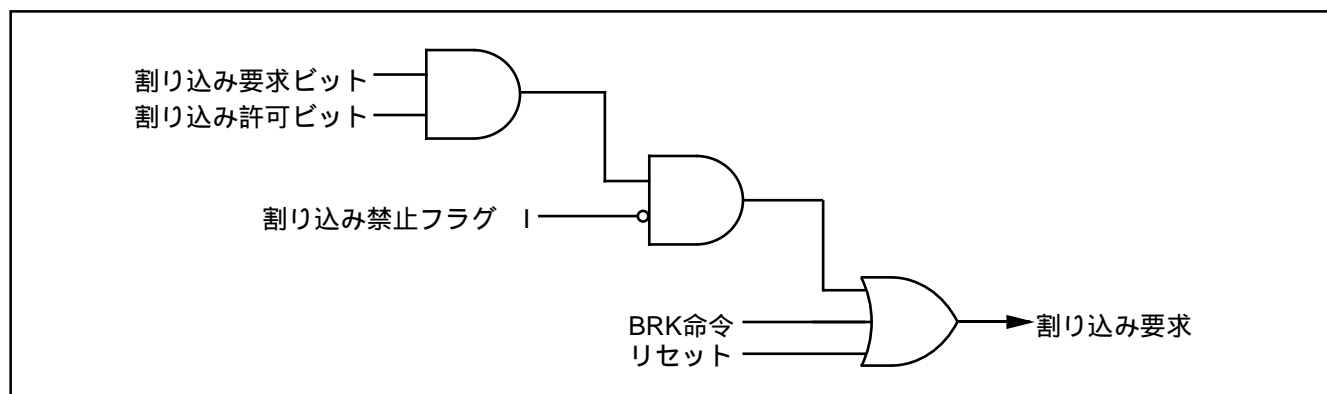 割り込み要求ビット
割り込み許可ビット
割り込み禁止フラグ I
BRK命令
リセット
割り込み要求